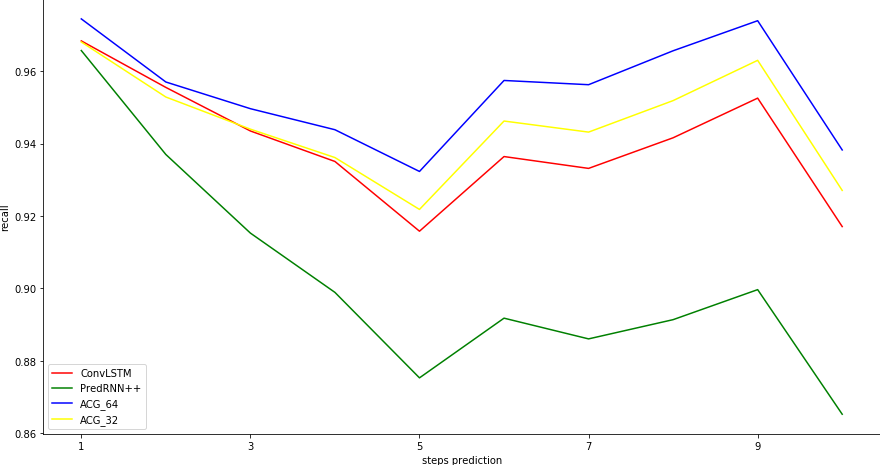 recall
0.96
0.94
0.92
0.90
0.88
0.86
ConvLSTM
PredRNN++
ACG_64
ACG_32
1 3 5 7 9
steps prediction